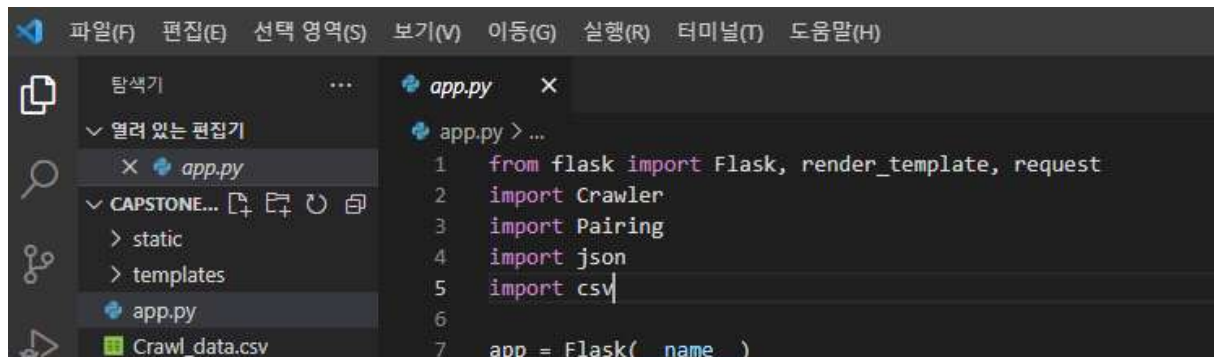 파일(F) 편집(E) 선택 영역(S) 보기(V) 이동(G) 실행(R) 터미널(T) 도움말(H)
탐색기 ...
열려 있는 편집기
app.py
CAPSTONE...
static
templates
app.py
Crawl_data.csv
app.py
app.py > ...
1 from flask import Flask, render_template, request
2 import Crawler
3 import Pairing
4 import json
5 import csv
6
7 app = Flask(__name__)